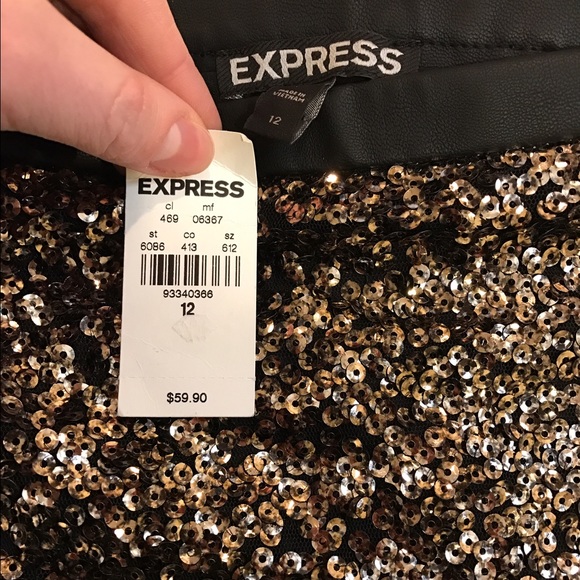 EXPRESS
MADE IN
VIETNAM
12
EXPRESS
cl mf
469 06367
st co sz
6086 413 612
93340366
12
$59.90